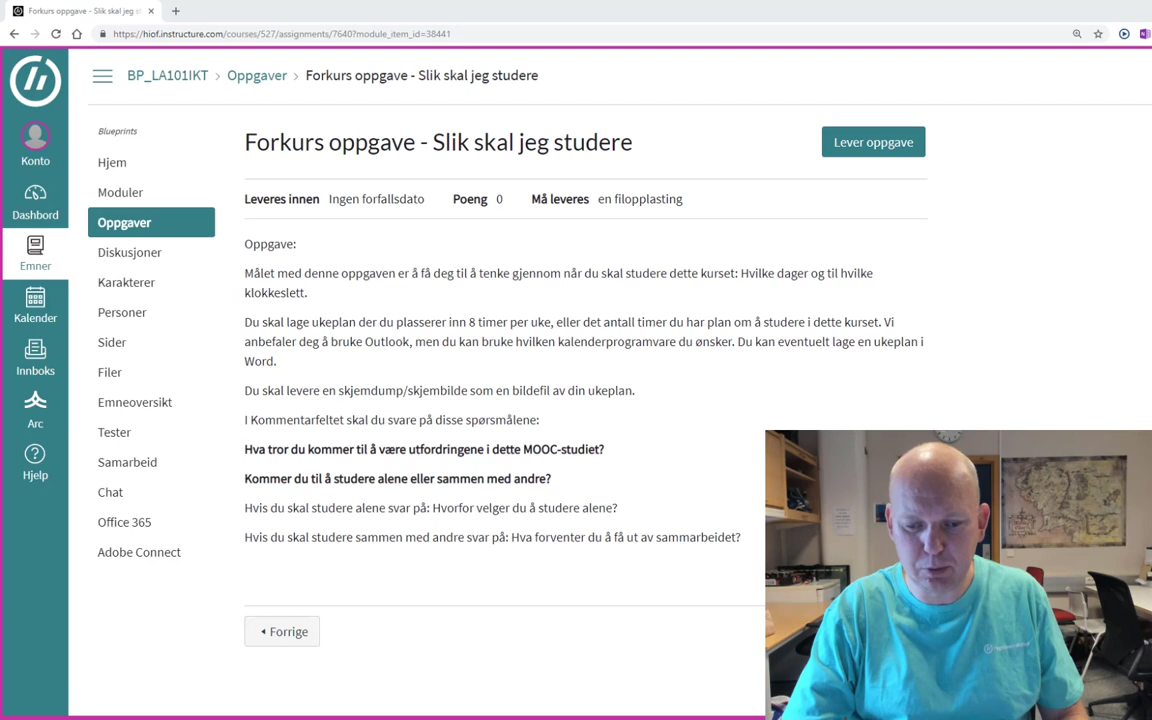 Forkurs oppgave - Slik skal jeg st
https://hiof.instructure.com/courses/527/assignments/7640?module_item_id=38441
BP_LA101IKT > Oppgaver > Forkurs oppgave - Slik skal jeg studere
Konto
Dashbord
Emner
Kalender
Innboks
Arc
Hjelp
Blueprints
Hjem
Moduler
Oppgaver
Diskusjoner
Karakterer
Personer
Sider
Filer
Emneoversikt
Tester
Samarbeid
Chat
Office 365
Adobe Connect
Forkurs oppgave - Slik skal jeg studere
Lever oppgave
Leveres innen Ingen forfallsdato Poeng 0 Må leveres en filopplasting
Oppgave:
Målet med denne oppgaven er å få deg til å tenke gjennom når du skal studere dette kurset: Hvilke dager og til hvilke
klokkeslett.
Du skal lage ukeplan der du plasserer inn 8 timer per uke, eller det antall timer du har plan om å studere i dette kurset. Vi
anbefaler deg å bruke Outlook, men du kan bruke hvilken kalenderprogramvare du ønsker. Du kan eventuelt lage en ukeplan i
Word.
Du skal levere en skjemdump/skjembilde som en bildefil av din ukeplan.
I Kommentarfeltet skal du svare på disse spørsmålene:
Hva tror du kommer til å være utfordringene i dette MOOC-studiet?
Kommer du til å studere alene eller sammen med andre?
Hvis du skal studere alene svar på: Hvorfor velger du å studere alene?
Hvis du skal studere sammen med andre svar på: Hva forventer du å få ut av sammarbeidet?
Forrige